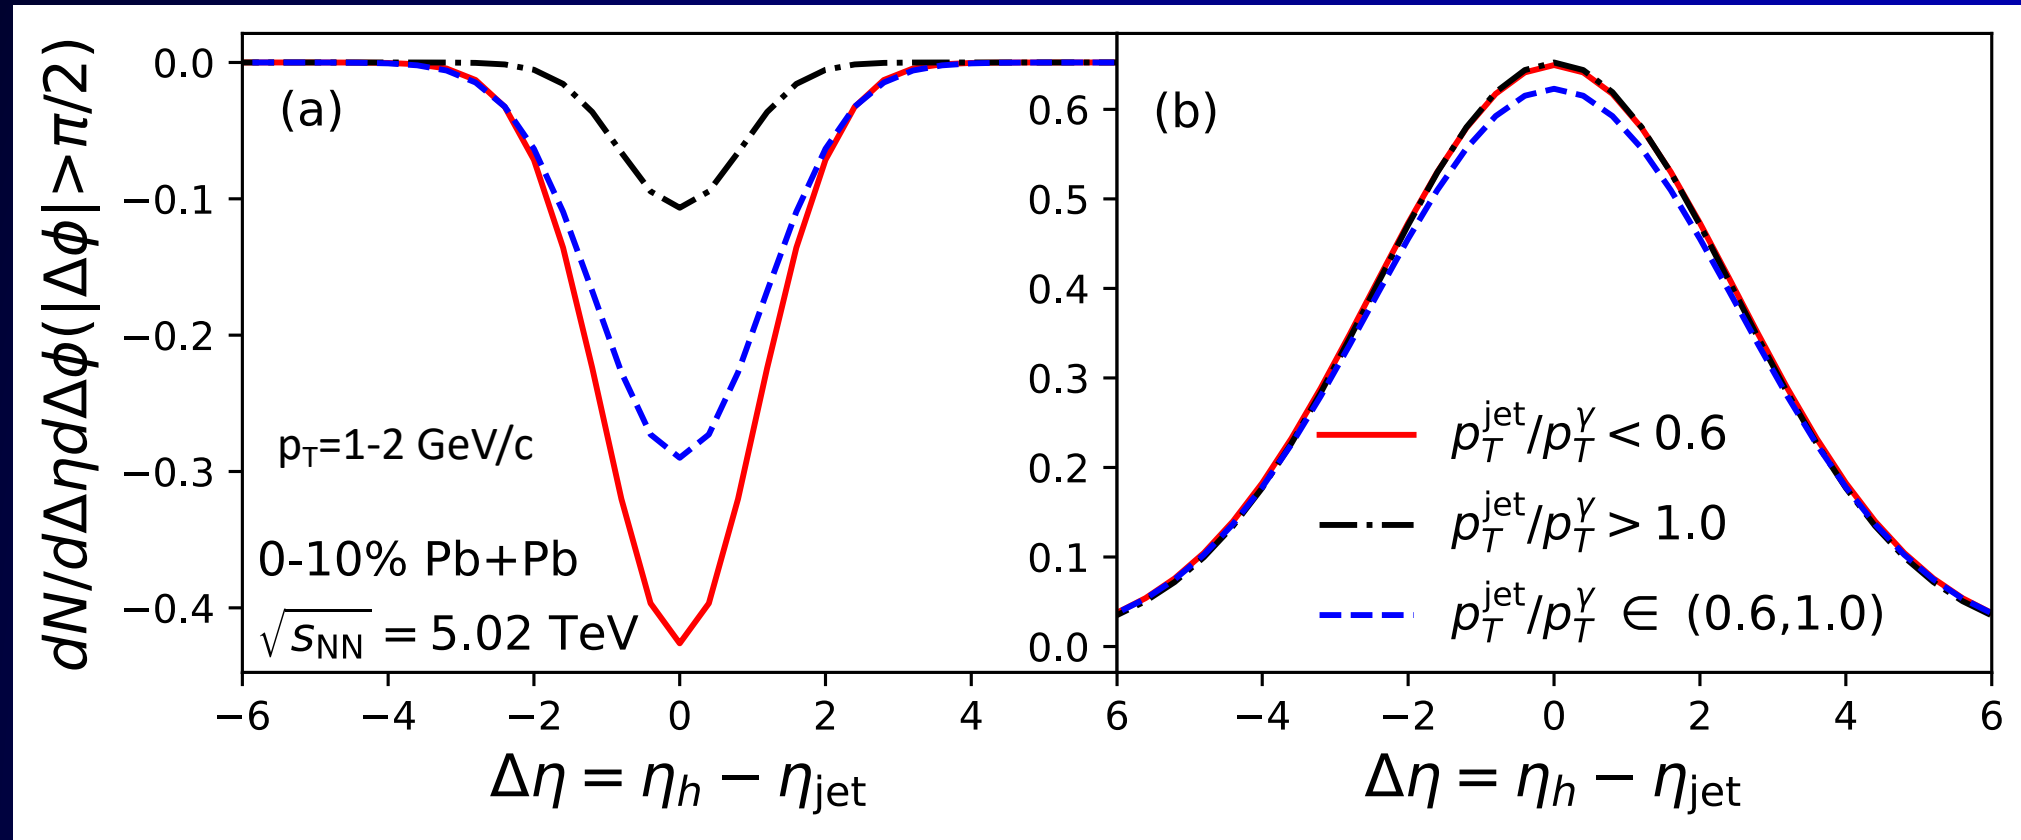 dN/dΔηdΔϕ(|Δϕ|>π/2)
0.0
−0.1
−0.2
−0.3
−0.4
(a)
p_T=1-2 GeV/c
0-10% Pb+Pb
√s_NN = 5.02 TeV
−6 −4 −2 0 2 4 6
Δη = η_h − η_jet
0.6
0.5
0.4
0.3
0.2
0.1
0.0
(b)
p_T^jet/p_T^γ < 0.6
p_T^jet/p_T^γ > 1.0
p_T^jet/p_T^γ ∈ (0.6,1.0)
−4 −2 0 2 4 6
Δη = η_h − η_jet